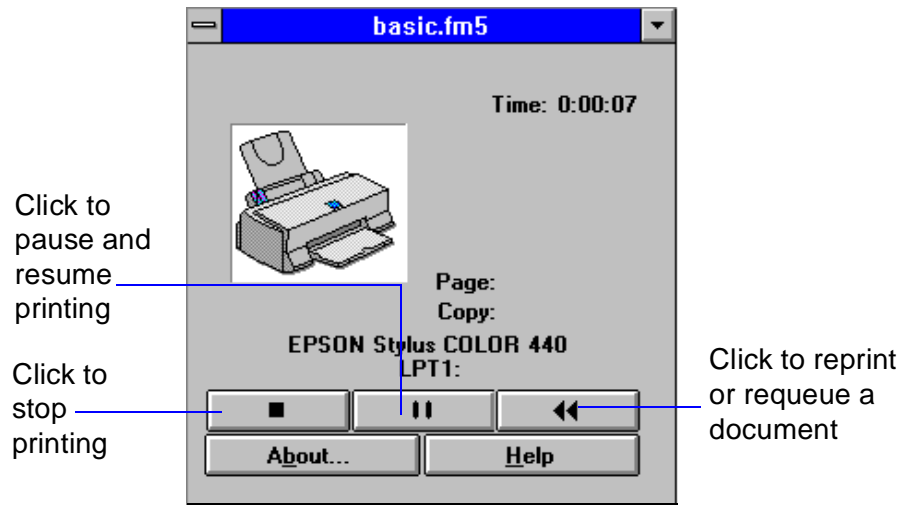 basic.fm5
Time: 0:00:07
Click to
pause and
resume
printing
Page:
Copy:
EPSON Stylus COLOR 440
LPT1:
Click to
stop
printing
Click to reprint
or requeue a
document
About...
Help